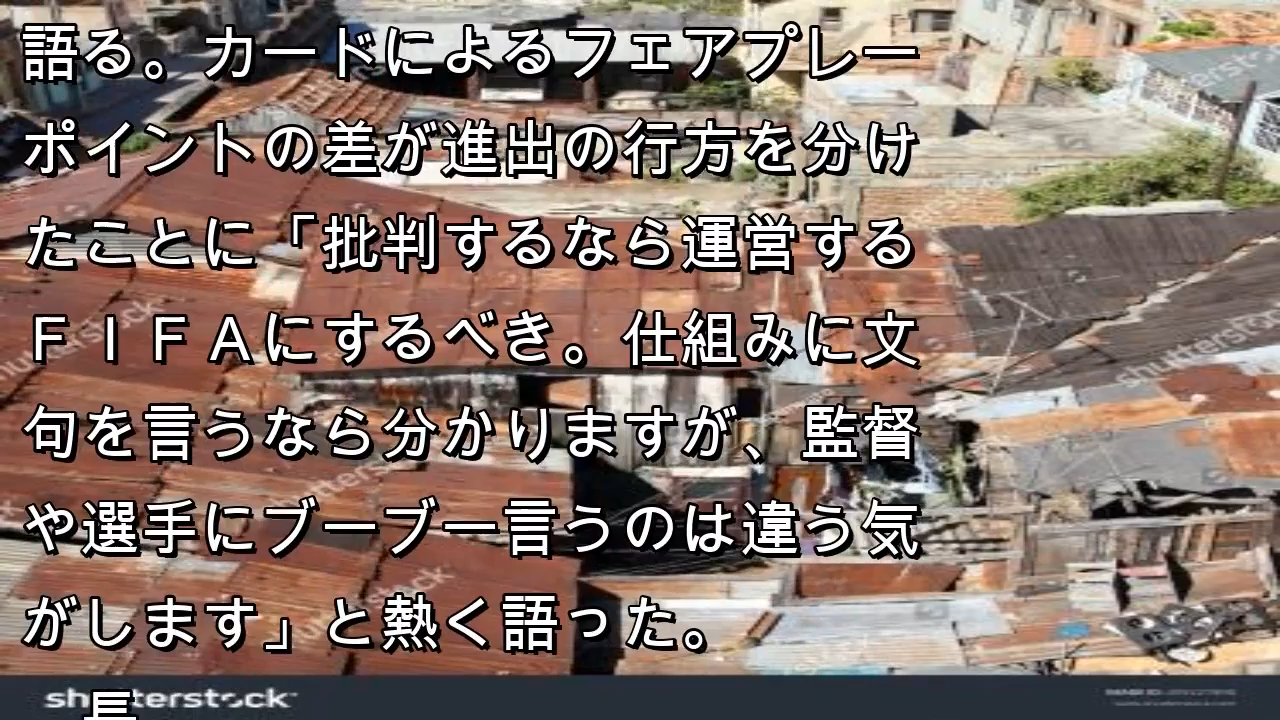 語る。カードによるフェアプレー
ポイントの差が進出の行方を分け
たことに「批判するなら運営する
ＦＩＦＡにするべき。仕組みに文
句を言うなら分かりますが、監督
や選手にブーブー言うのは違う気
がします」と熱く語った。
shutterstock